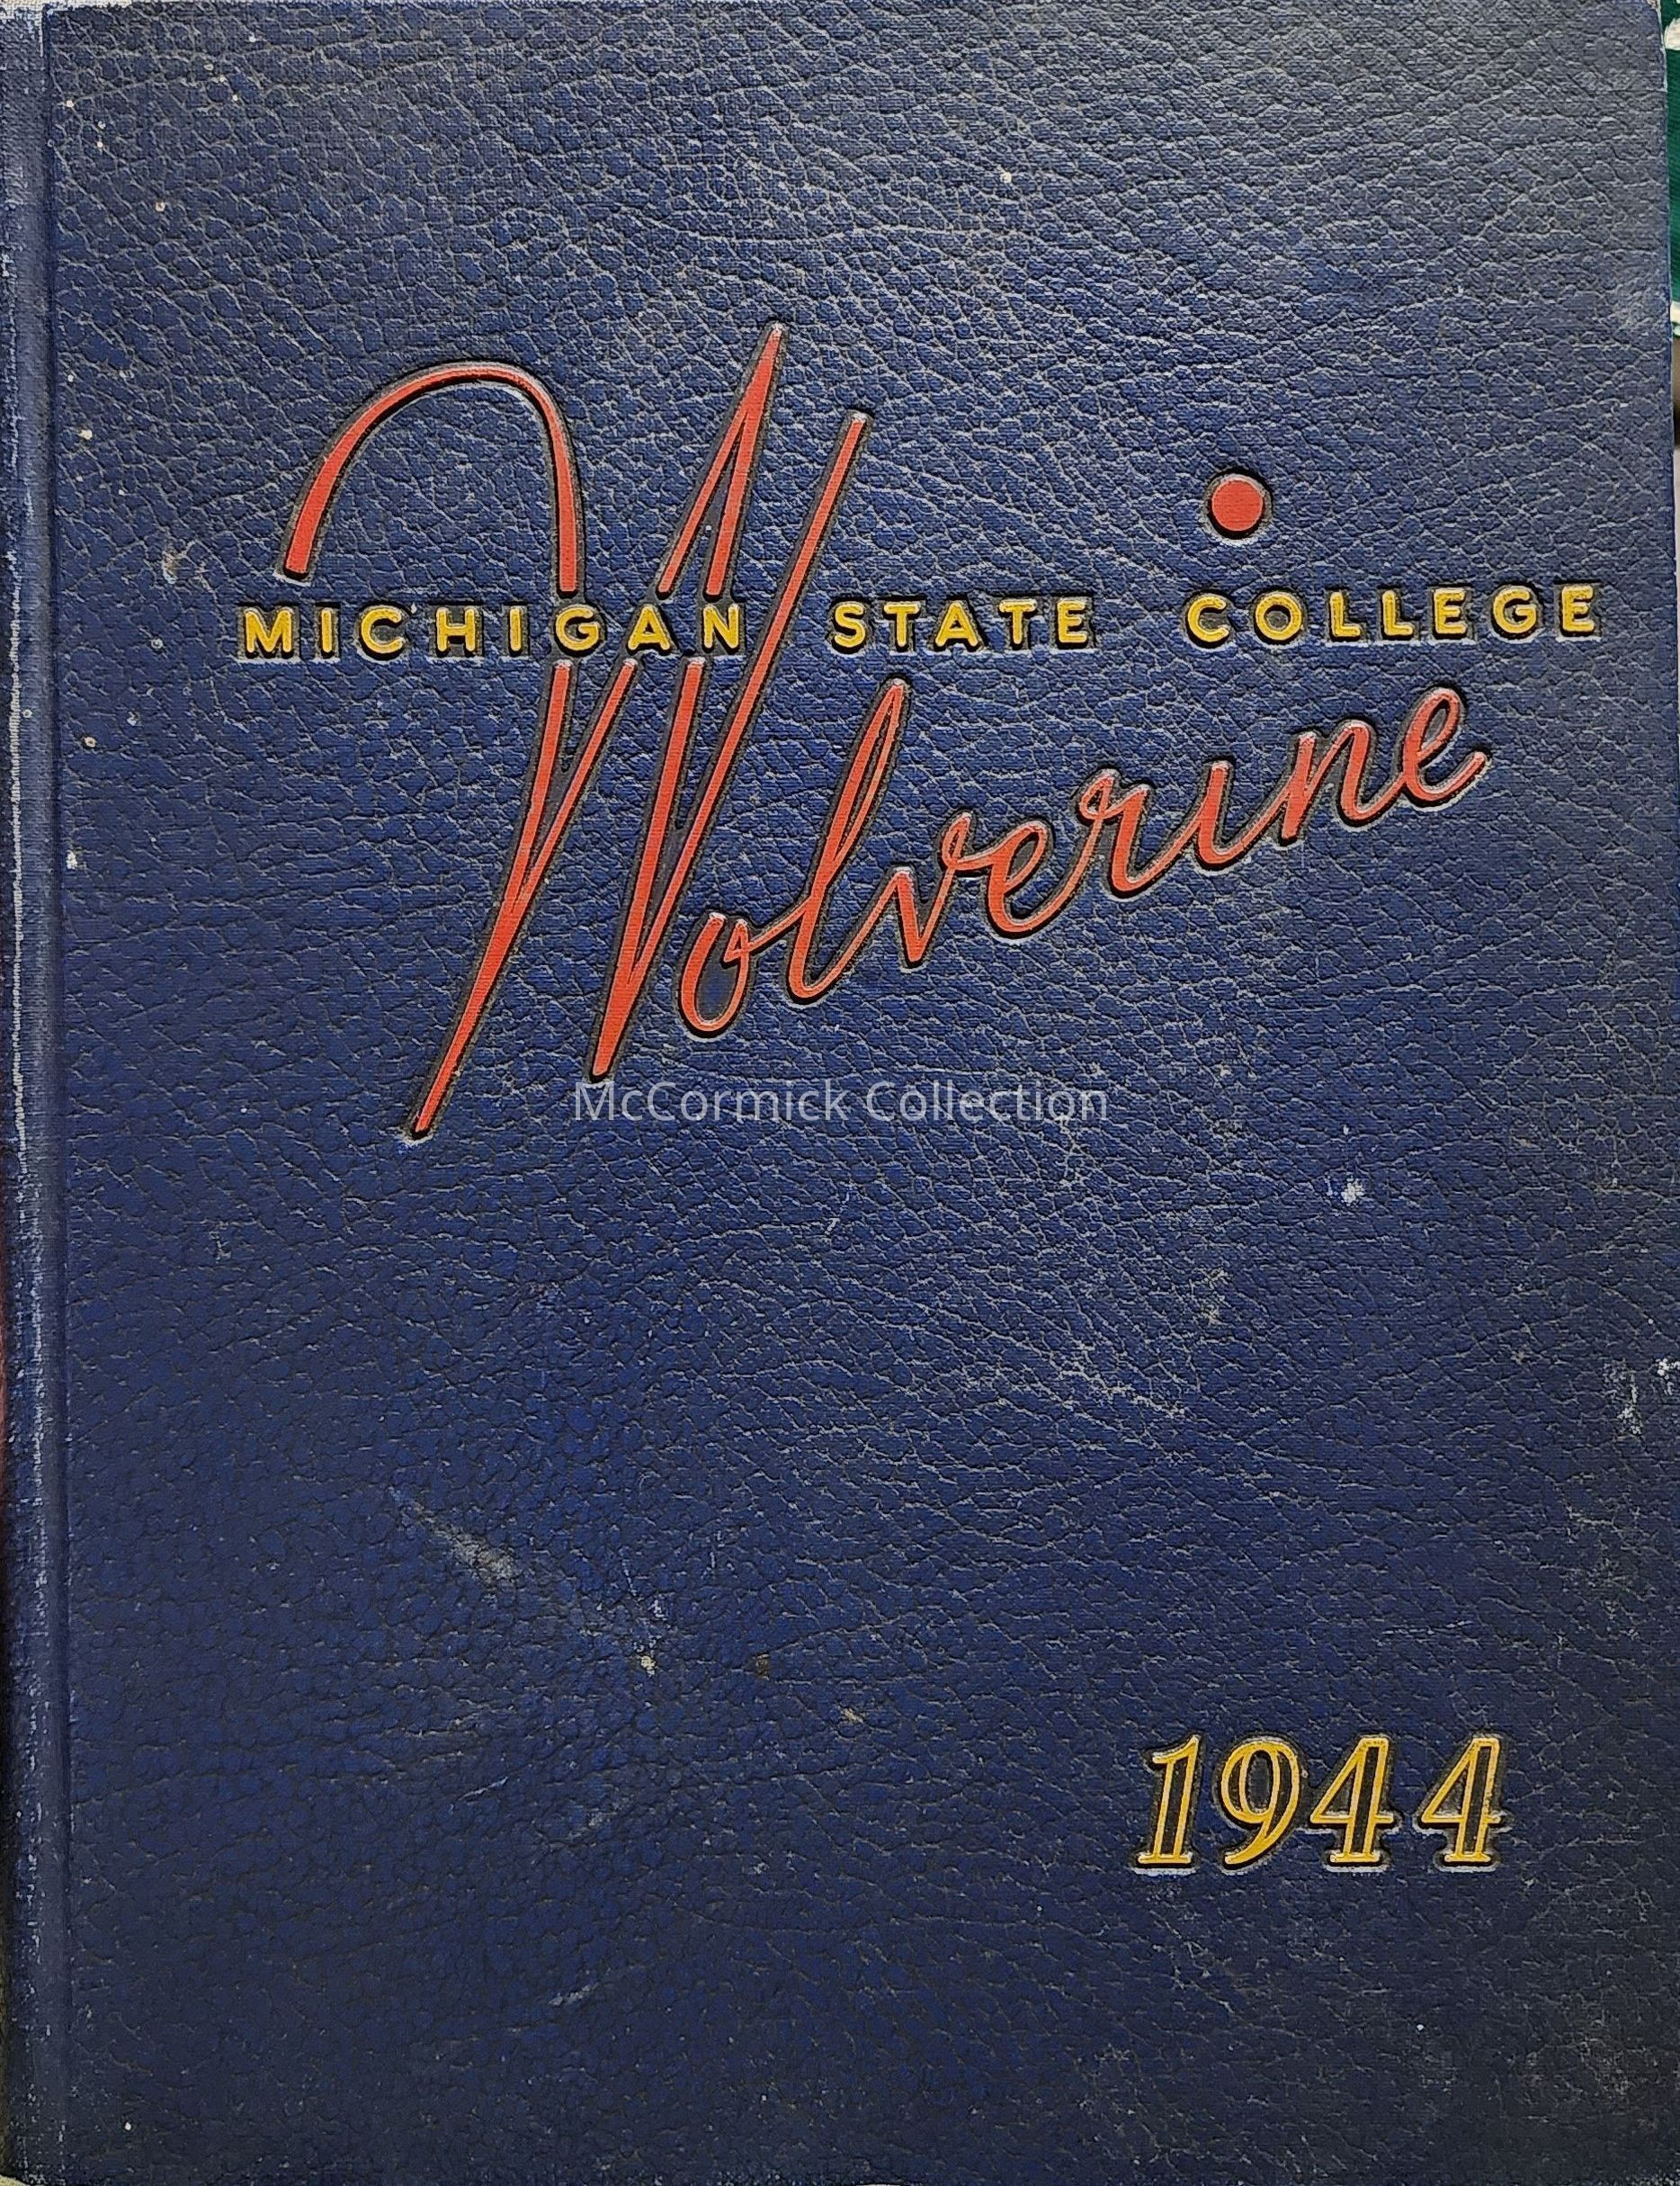 MICHIGAN STATE COLLEGE
Wolverine
McCormick Collection
1944